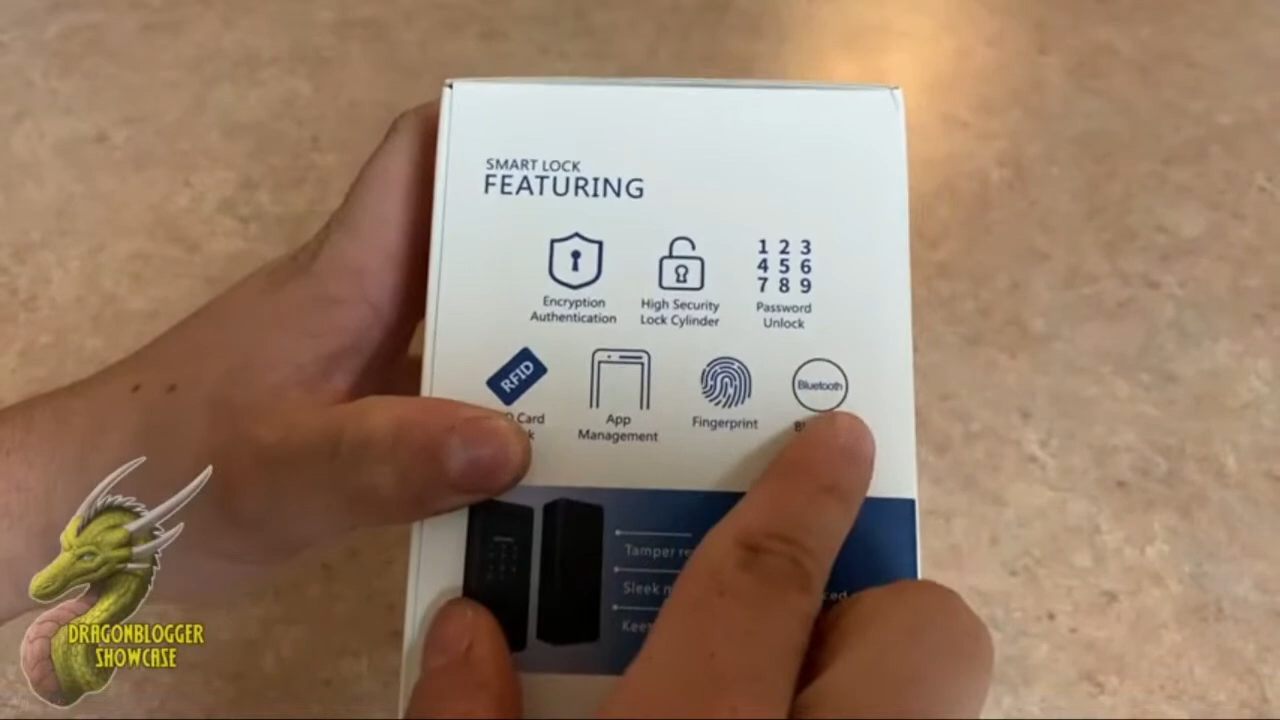 SMART LOCK
FEATURING
1 2 3
4 5 6
7 8 9
Encryption
Authentication
High Security
Lock Cylinder
Password
Unlock
RFID
Card
App
Management
Fingerprint
Bluetooth
Tamper
Sleek
DRAGONBLOGGER
SHOWCASE